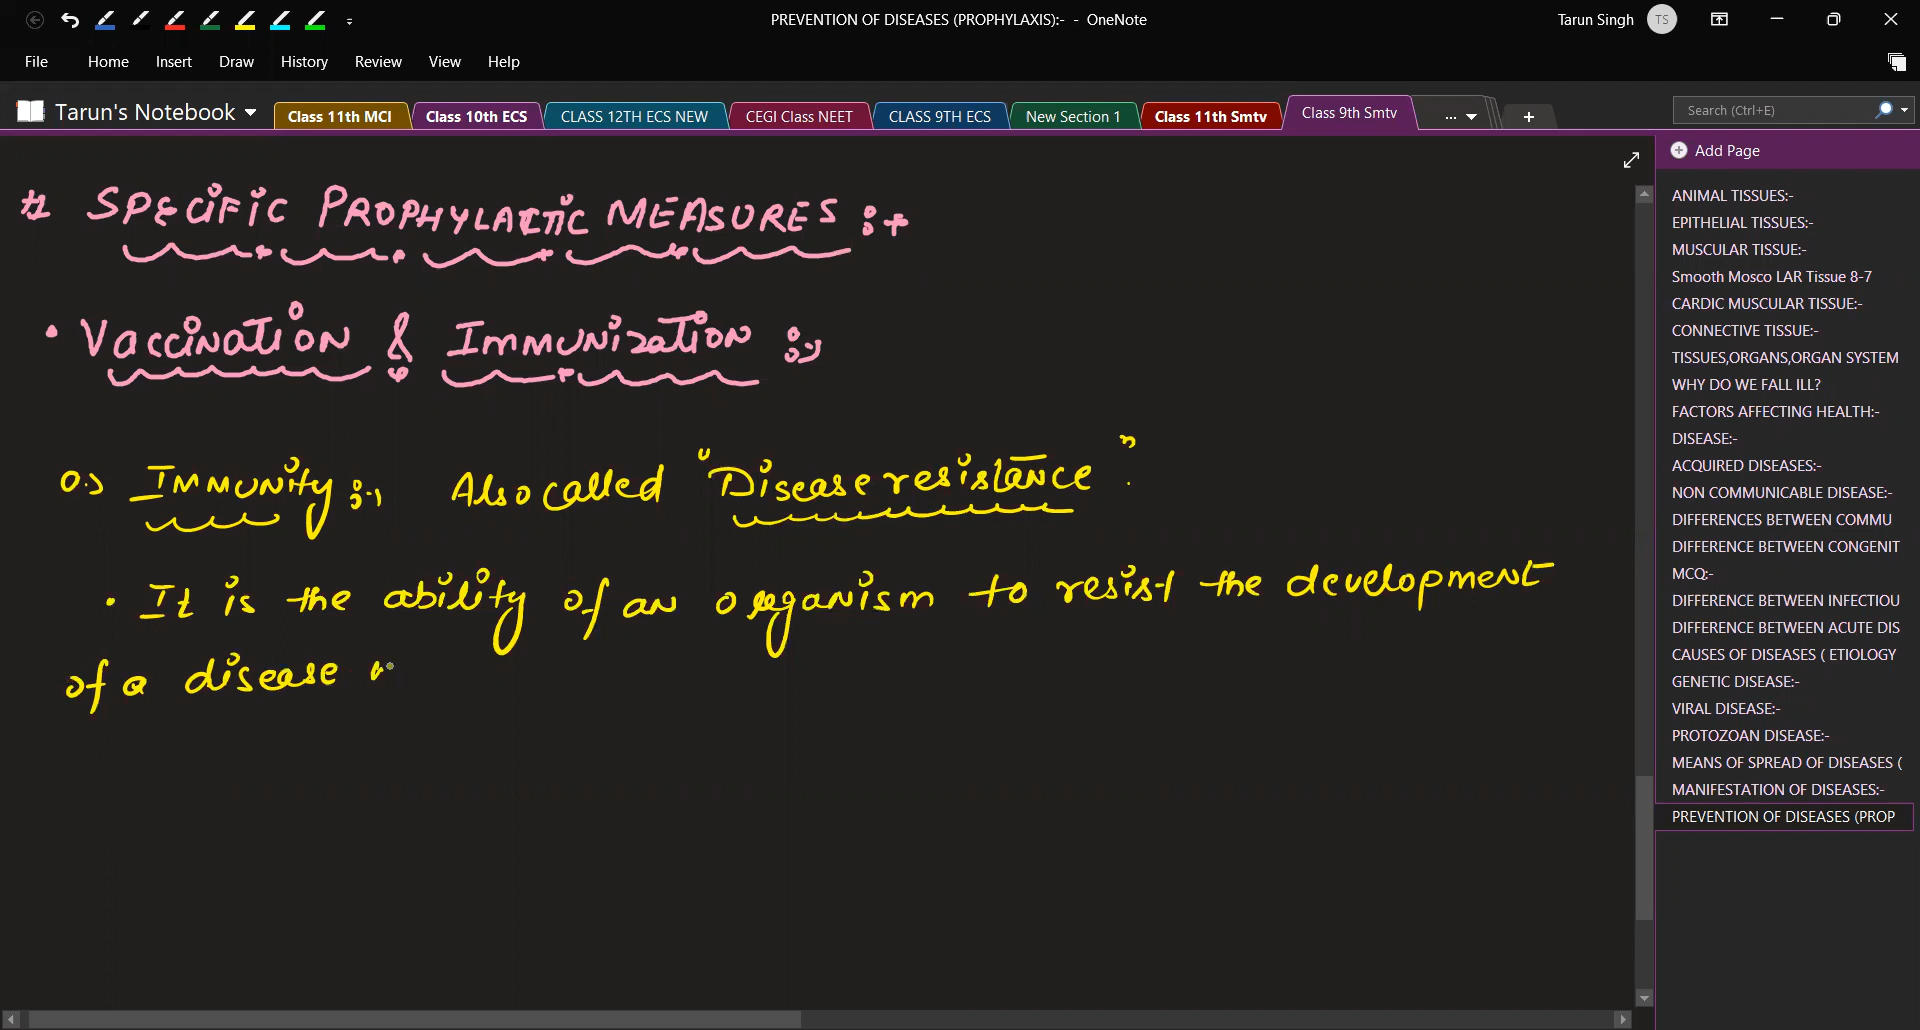 PREVENTION OF DISEASES (PROPHYLAXIS):- - OneNote
Tarun Singh TS
File Home Insert Draw History Review View Help
Tarun's Notebook
Class 11th MCI
Class 10th ECS
CLASS 12TH ECS NEW
CEGI Class NEET
CLASS 9TH ECS
New Section 1
Class 11th Smtv
Class 9th Smtv
...
+
Search (Ctrl+E)
# SPECIFIC PROPHYLACTIC MEASURES :→
• Vaccination & Immunization :→
0.> Immunity :-, Also called "Disease resistance".
• It is the ability of an organism to resist the development
of a disease
Add Page
ANIMAL TISSUES:-
EPITHELIAL TISSUES:-
MUSCULAR TISSUE:-
Smooth Mosco LAR Tissue 8-7
CARDIC MUSCULAR TISSUE:-
CONNECTIVE TISSUE:-
TISSUES,ORGANS,ORGAN SYSTEM
WHY DO WE FALL ILL?
FACTORS AFFECTING HEALTH:-
DISEASE:-
ACQUIRED DISEASES:-
NON COMMUNICABLE DISEASE:-
DIFFERENCES BETWEEN COMMU
DIFFERENCE BETWEEN CONGENIT
MCQ:-
DIFFERENCE BETWEEN INFECTIOU
DIFFERENCE BETWEEN ACUTE DIS
CAUSES OF DISEASES ( ETIOLOGY
GENETIC DISEASE:-
VIRAL DISEASE:-
PROTOZOAN DISEASE:-
MEANS OF SPREAD OF DISEASES (
MANIFESTATION OF DISEASES:-
PREVENTION OF DISEASES (PROP